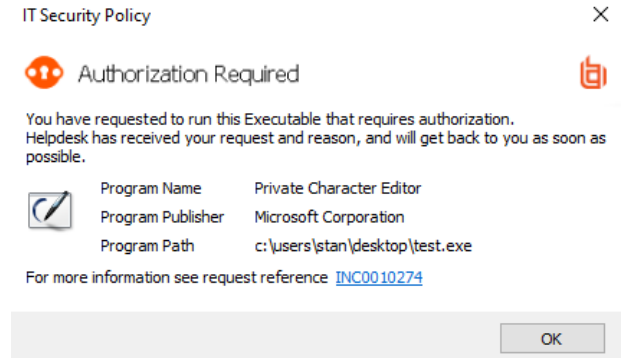 IT Security Policy
Authorization Required
You have requested to run this Executable that requires authorization.
Helpdesk has received your request and reason, and will get back to you as soon as
possible.
Program Name Private Character Editor
Program Publisher Microsoft Corporation
Program Path c:\users\stan\desktop\test.exe
For more information see request reference INC0010274
OK